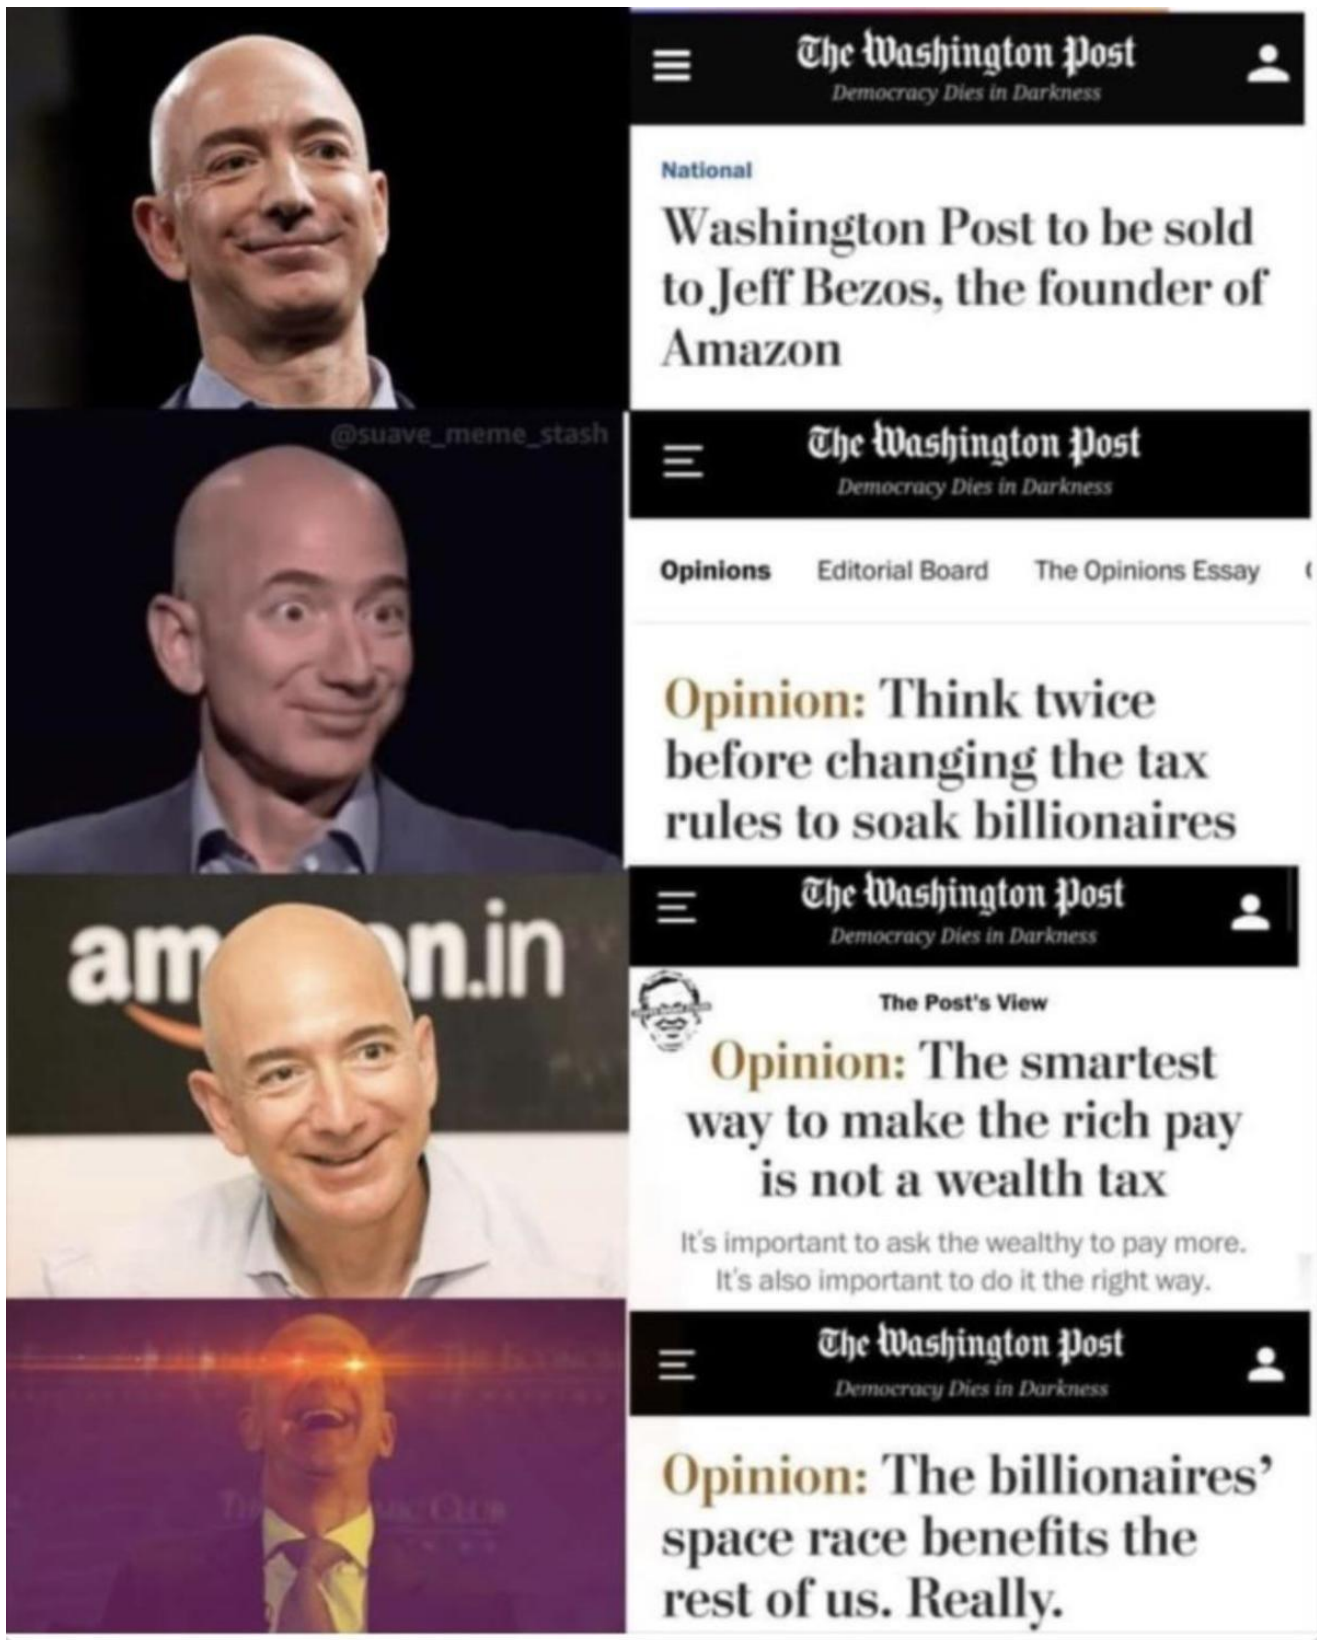 The Washington Post
Democracy Dies in Darkness
National
Washington Post to be sold
to Jeff Bezos, the founder of
Amazon
@suave_meme_stash
The Washington Post
Democracy Dies in Darkness
Opinions Editorial Board The Opinions Essay
Opinion: Think twice
before changing the tax
rules to soak billionaires
am on.in
The Washington Post
Democracy Dies in Darkness
The Post's View
Opinion: The smartest
way to make the rich pay
is not a wealth tax
It's important to ask the wealthy to pay more.
It's also important to do it the right way.
The Washington Post
Democracy Dies in Darkness
Opinion: The billionaires’
space race benefits the
rest of us. Really.